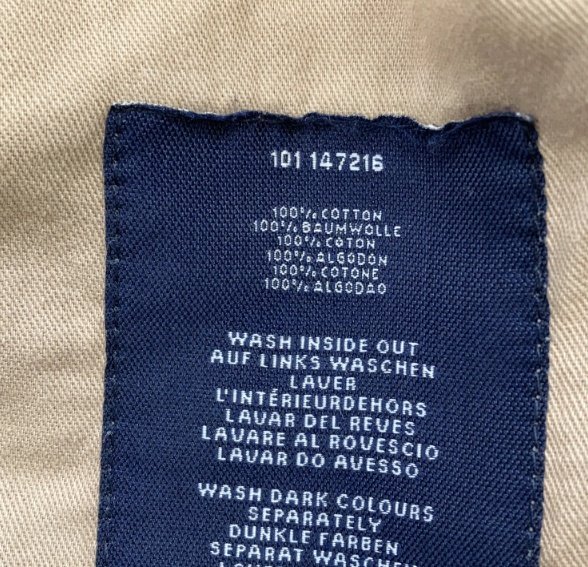 101 147216
100% COTTON
100% BAUMWOLLE
100% COTON
100% ALGODON
100% COTONE
100% ALGODAO
WASH INSIDE OUT
AUF LINKS WASCHEN
LAVER
L'INTÉRIEURDEHORS
LAVAR DEL REVES
LAVARE AL ROVESCIO
LAVAR DO AVESSO
WASH DARK COLOURS
SEPARATELY
DUNKLE FARBEN
SEPARAT WASCHEN